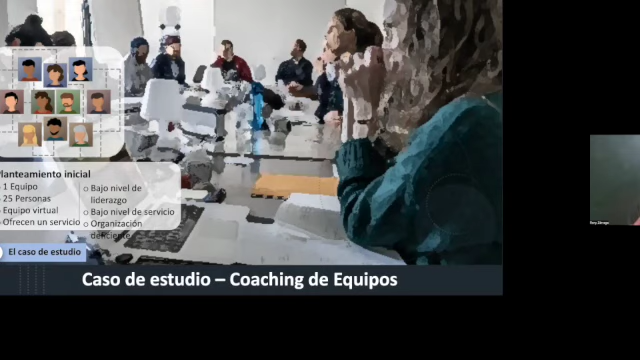 Planteamiento inicial
1 Equipo
25 Personas
Equipo virtual
Ofrecen un servicio
o Bajo nivel de
liderazgo
o Bajo nivel de servicio
o Organización
deficiente
El caso de estudio
Caso de estudio – Coaching de Equipos